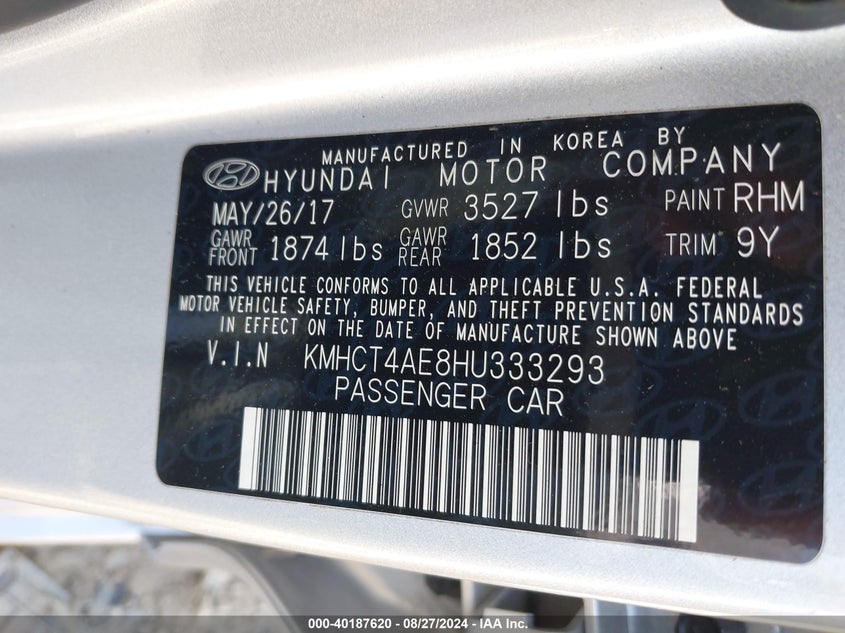 MANUFACTURED IN KOREA BY
HYUNDAI MOTOR COMPANY
MAY/26/17 GVWR 3527 lbs PAINT RHM
GAWR FRONT 1874 lbs GAWR REAR 1852 lbs TRIM 9Y
THIS VEHICLE CONFORMS TO ALL APPLICABLE U.S.A. FEDERAL
MOTOR VEHICLE SAFETY, BUMPER, AND THEFT PREVENTION STANDARDS
IN EFFECT ON THE DATE OF MANUFACTURE SHOWN ABOVE
V.I.N KMHCT4AE8HU333293
PASSENGER CAR
000-40187620 - 08/27/2024 - IAA Inc.